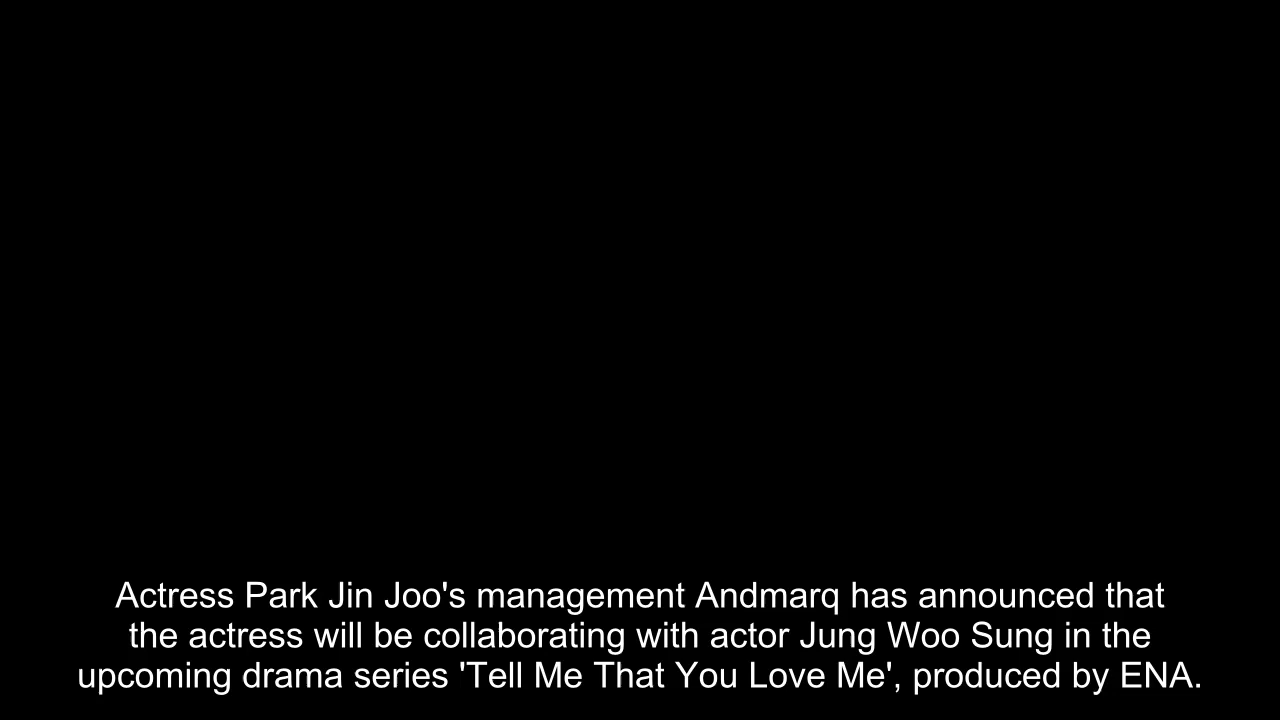 Actress Park Jin Joo's management Andmarq has announced that
the actress will be collaborating with actor Jung Woo Sung in the
upcoming drama series 'Tell Me That You Love Me', produced by ENA.